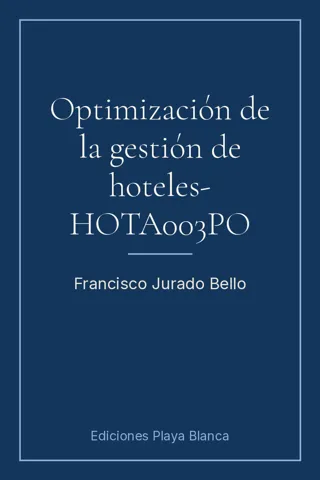 Optimización de
la gestión de
hoteles-
HOTA003PO
Francisco Jurado Bello
Ediciones Playa Blanca